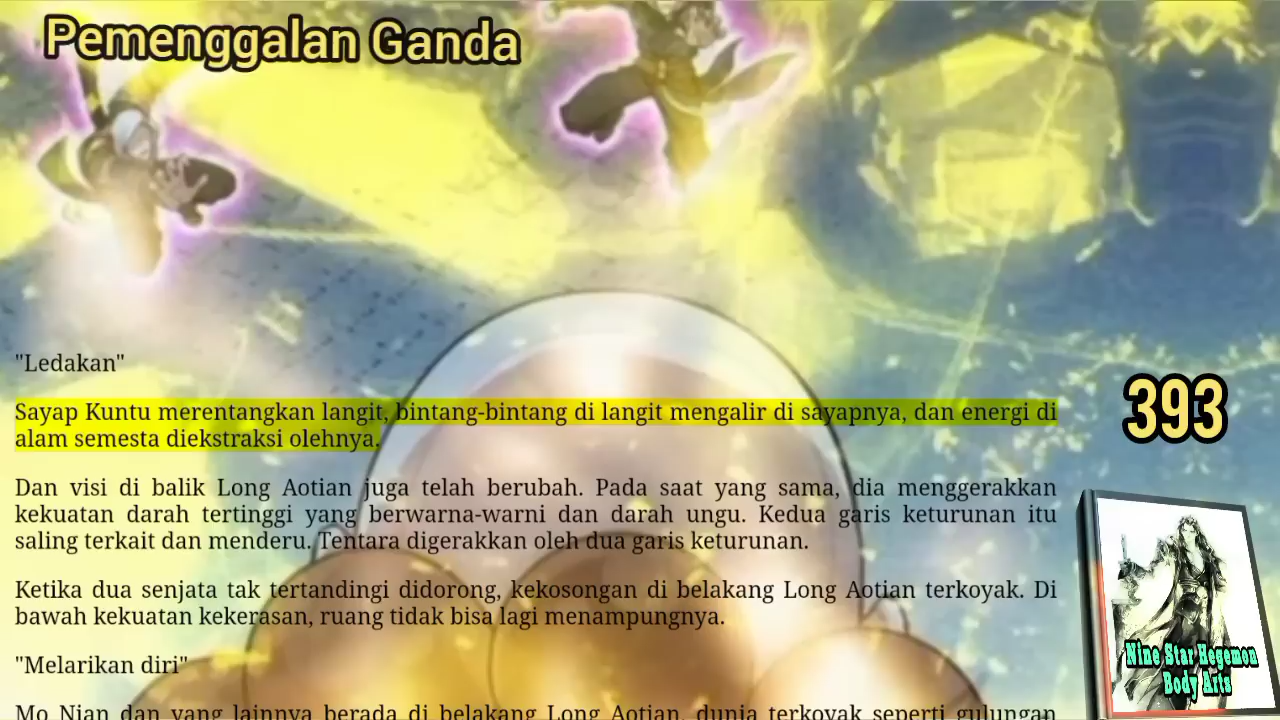 Pemenggalan Ganda
"Ledakan"
Sayap Kuntu merentangkan langit, bintang-bintang di langit mengalir di sayapnya, dan energi di
alam semesta diekstraksi olehnya.
Dan visi di balik Long Aotian juga telah berubah. Pada saat yang sama, dia menggerakkan
kekuatan darah tertinggi yang berwarna-warni dan darah ungu. Kedua garis keturunan itu
saling terkait dan menderu. Tentara digerakkan oleh dua garis keturunan.
Ketika dua senjata tak tertandingi didorong, kekosongan di belakang Long Aotian terkoyak. Di
bawah kekuatan kekerasan, ruang tidak bisa lagi menampungnya.
"Melarikan diri"
Mo Nian dan yang lainnya berada di belakang Long Aotian, dunia terkoyak seperti gulungan
393
Nine Star Hegemon
Body Arts